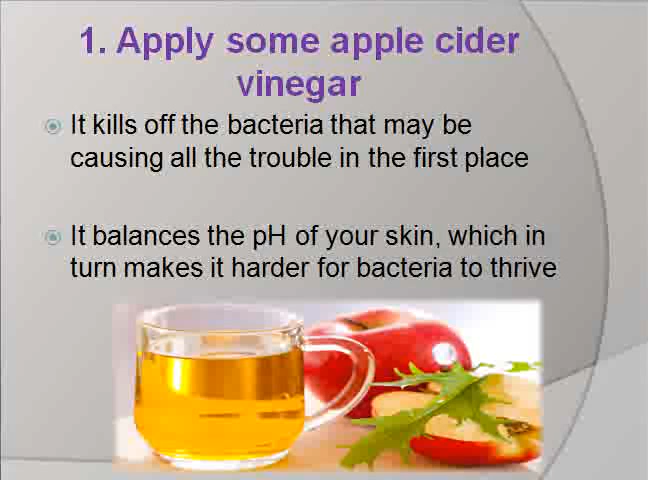 1. Apply some apple cider
vinegar
It kills off the bacteria that may be
causing all the trouble in the first place
It balances the pH of your skin, which in
turn makes it harder for bacteria to thrive